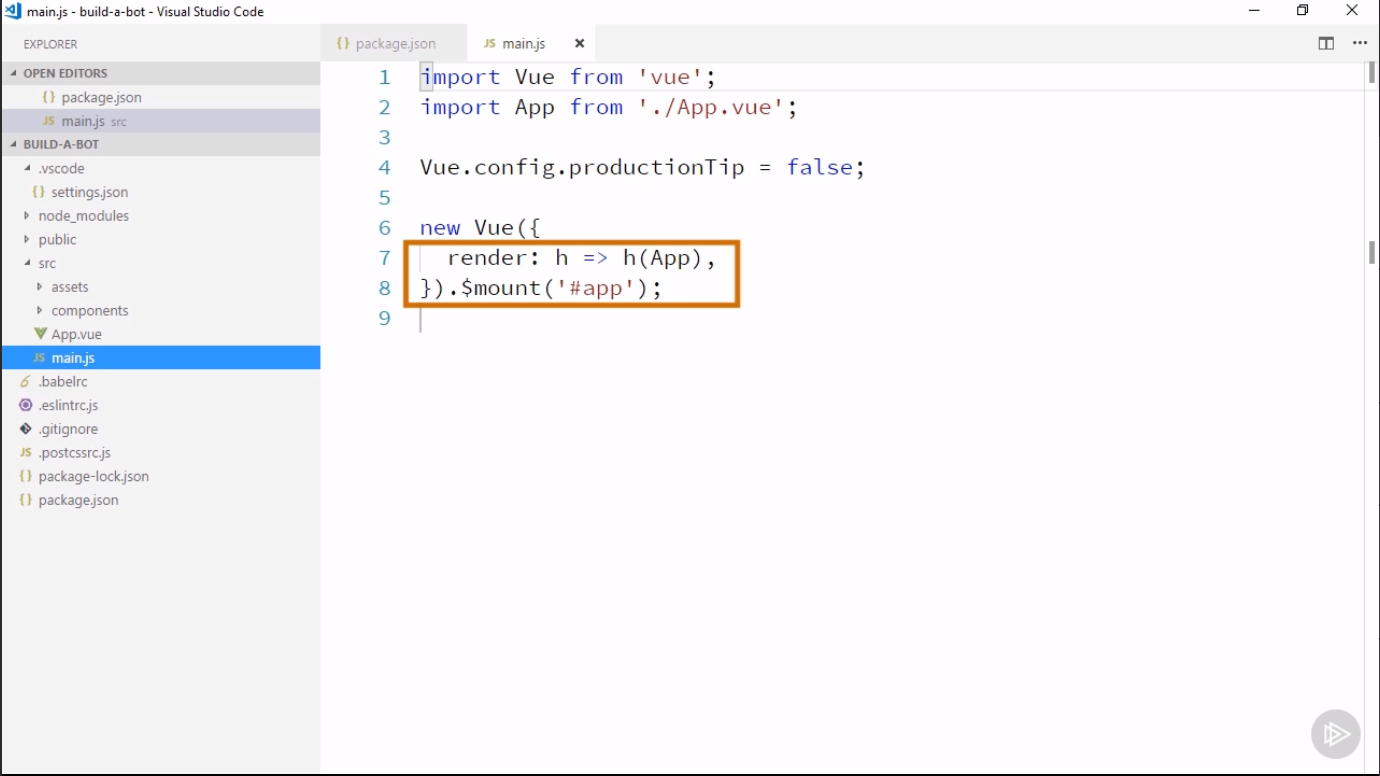 main.js - build-a-bot - Visual Studio Code
EXPLORER
OPEN EDITORS
{} package.json
JS main.js src
BUILD-A-BOT
.vscode
{} settings.json
node_modules
public
src
assets
components
App.vue
JS main.js
.babelrc
.eslintrc.js
.gitignore
JS .postcssrc.js
{} package-lock.json
{} package.json
{} package.json JS main.js
1 import Vue from 'vue';
2 import App from './App.vue';
3
4 Vue.config.productionTip = false;
5
6 new Vue({
7 render: h => h(App),
8 }).$mount('#app');
9